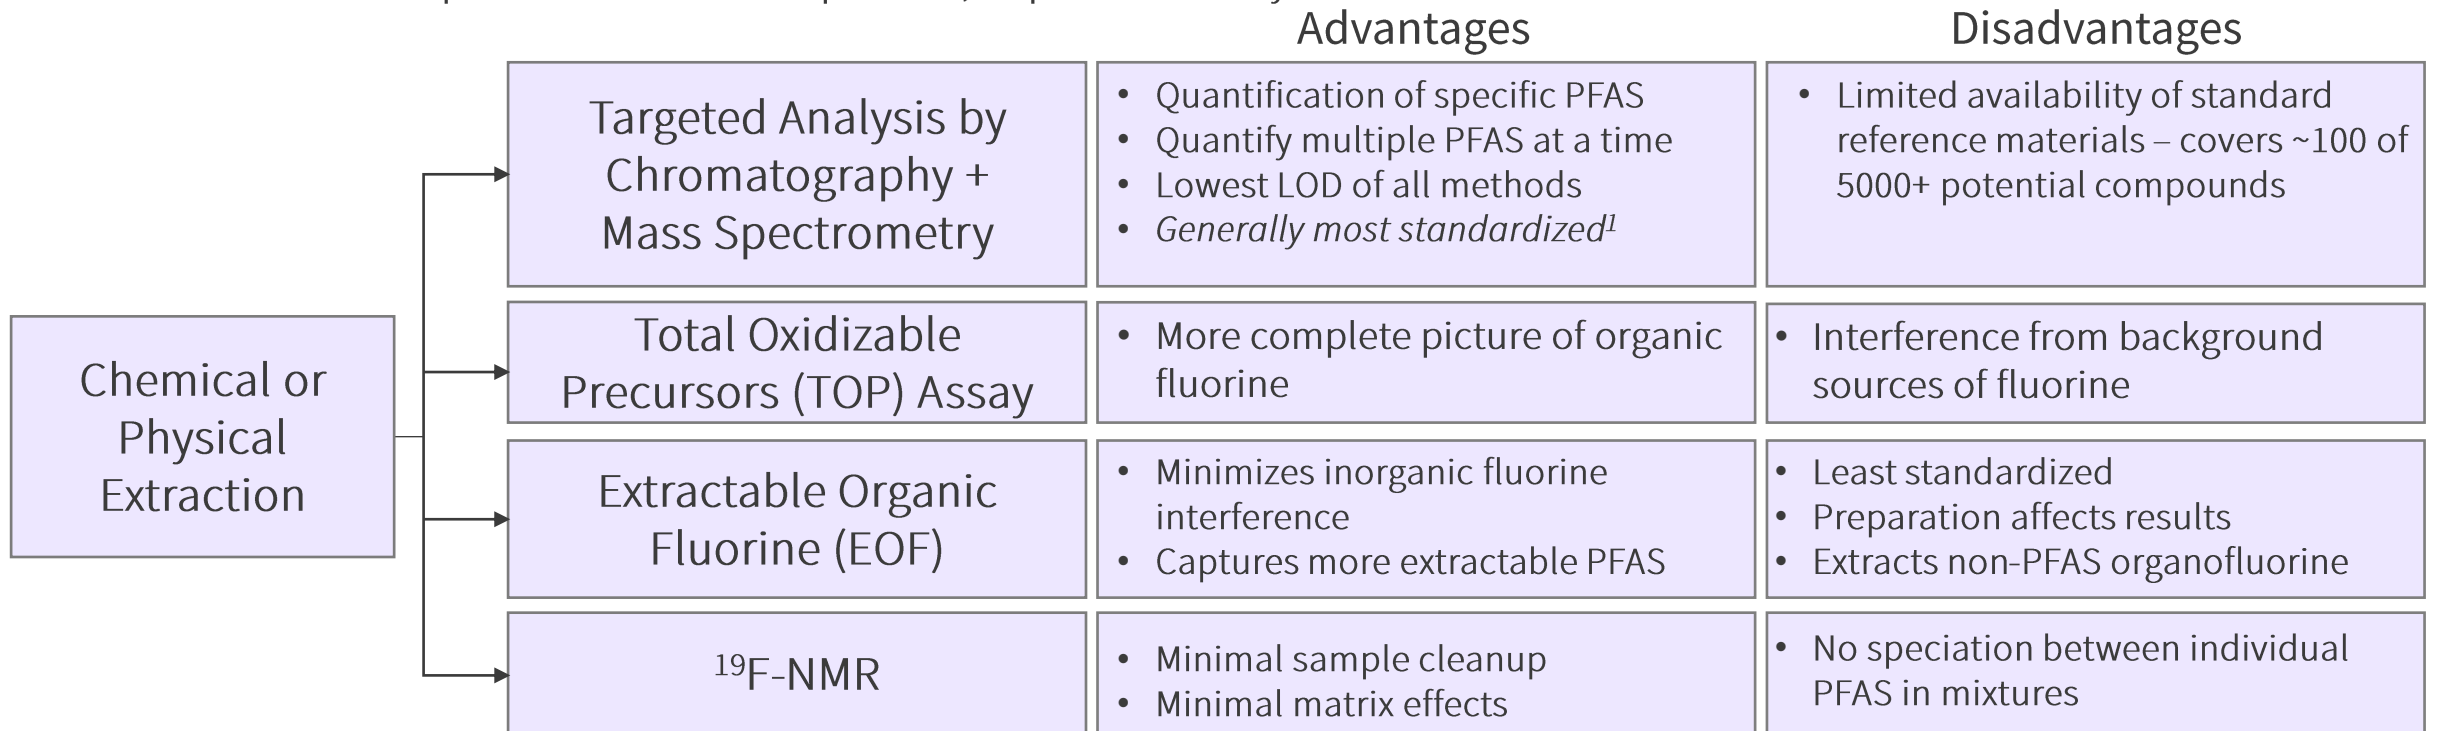 Advantages
Disadvantages
Targeted Analysis by
Chromatography +
Mass Spectrometry
• Quantification of specific PFAS
• Quantify multiple PFAS at a time
• Lowest LOD of all methods
• Generally most standardized¹
• Limited availability of standard
reference materials – covers ~100 of
5000+ potential compounds
Chemical or
Physical
Extraction
Total Oxidizable
Precursors (TOP) Assay
• More complete picture of organic
fluorine
• Interference from background
sources of fluorine
Extractable Organic
Fluorine (EOF)
• Minimizes inorganic fluorine
interference
• Captures more extractable PFAS
• Least standardized
• Preparation affects results
• Extracts non-PFAS organofluorine
¹⁹F-NMR
• Minimal sample cleanup
• Minimal matrix effects
• No speciation between individual
PFAS in mixtures